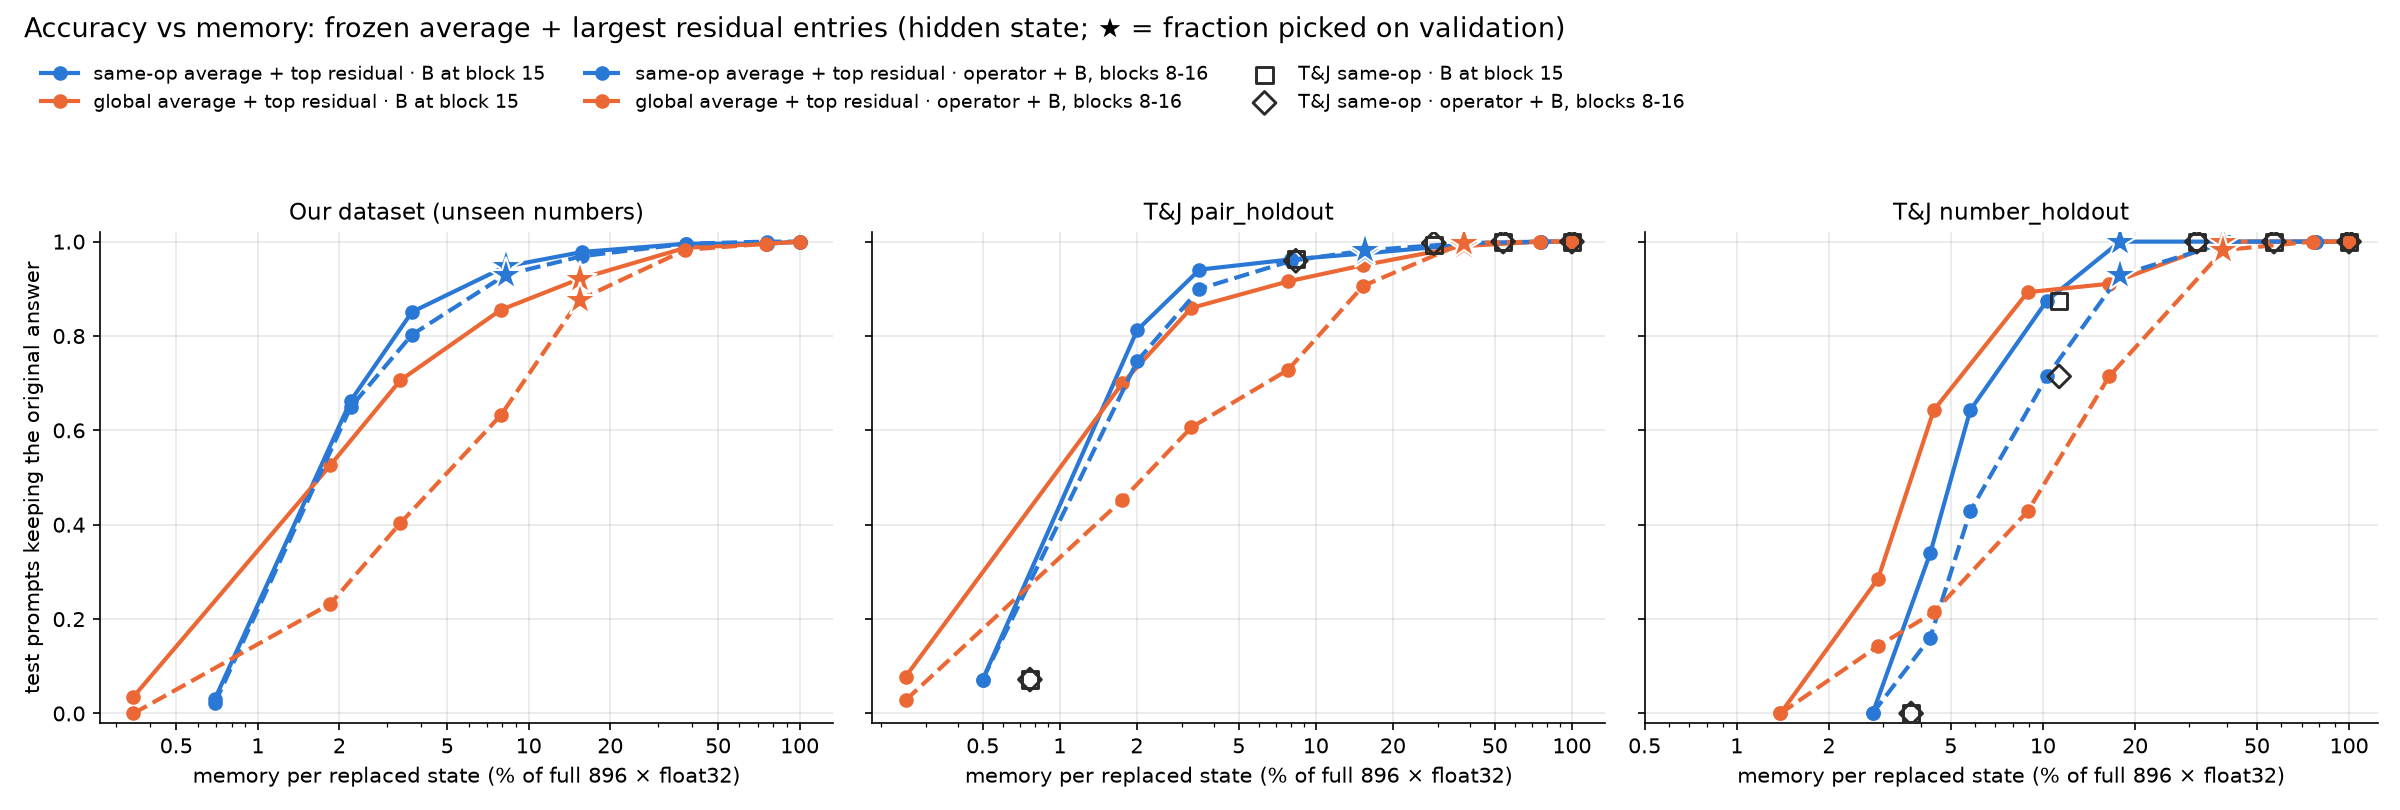 Accuracy vs memory: frozen average + largest residual entries (hidden state; ★ = fraction picked on validation)
same-op average + top residual · B at block 15
global average + top residual · B at block 15
same-op average + top residual · operator + B, blocks 8-16
global average + top residual · operator + B, blocks 8-16
T&J same-op · B at block 15
T&J same-op · operator + B, blocks 8-16
Our dataset (unseen numbers)
T&J pair_holdout
T&J number_holdout
test prompts keeping the original answer
1.0
0.8
0.6
0.4
0.2
0.0
0.5 1 2 5 10 20 50 100
0.5 1 2 5 10 20 50 100
0.5 1 2 5 10 20 50 100
memory per replaced state (% of full 896 × float32)
memory per replaced state (% of full 896 × float32)
memory per replaced state (% of full 896 × float32)